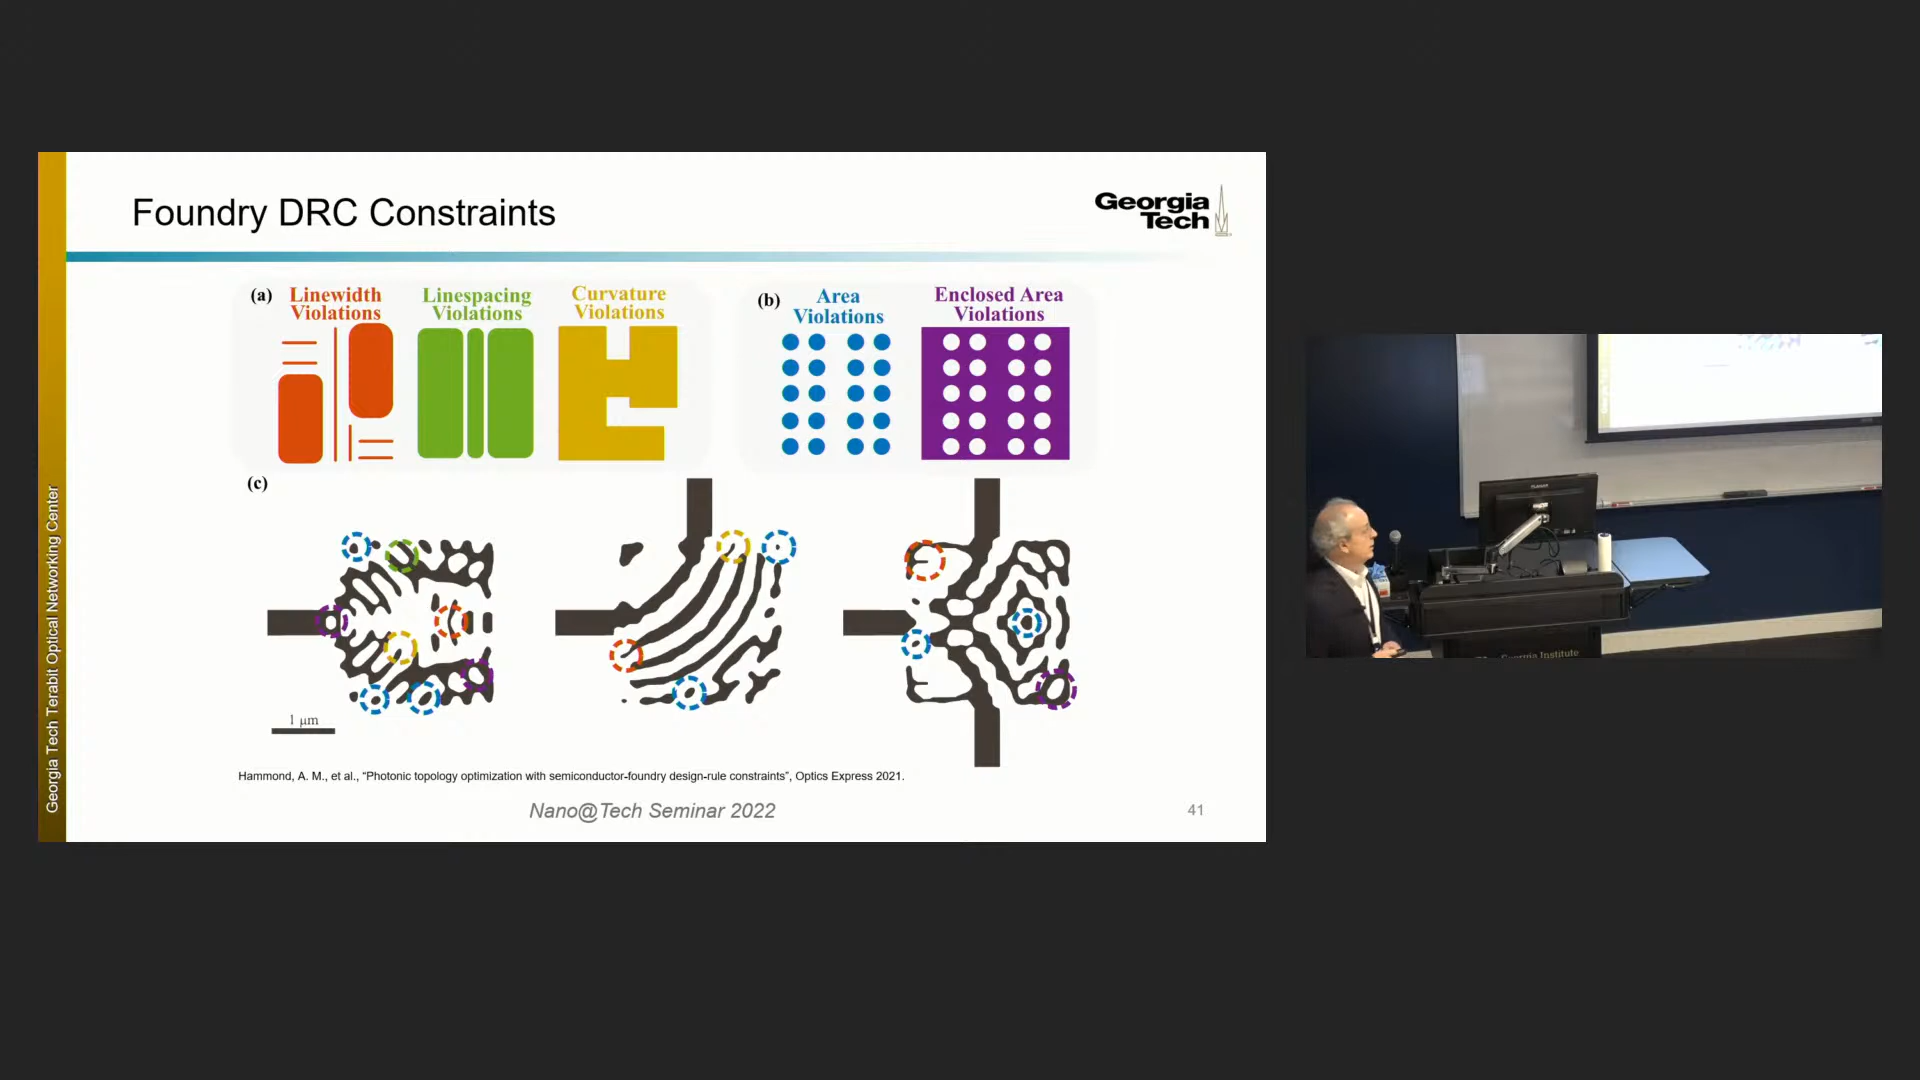 Foundry DRC Constraints
Georgia
Tech
(a)
Linewidth
Violations
Linespacing
Violations
Curvature
Violations
(b)
Area
Violations
Enclosed Area
Violations
(c)
1 μm
Hammond, A. M., et al., “Photonic topology optimization with semiconductor-foundry design-rule constraints”, Optics Express 2021.
Nano@Tech Seminar 2022
41
Georgia Tech Terabit Optical Networking Center
Georgia Institute